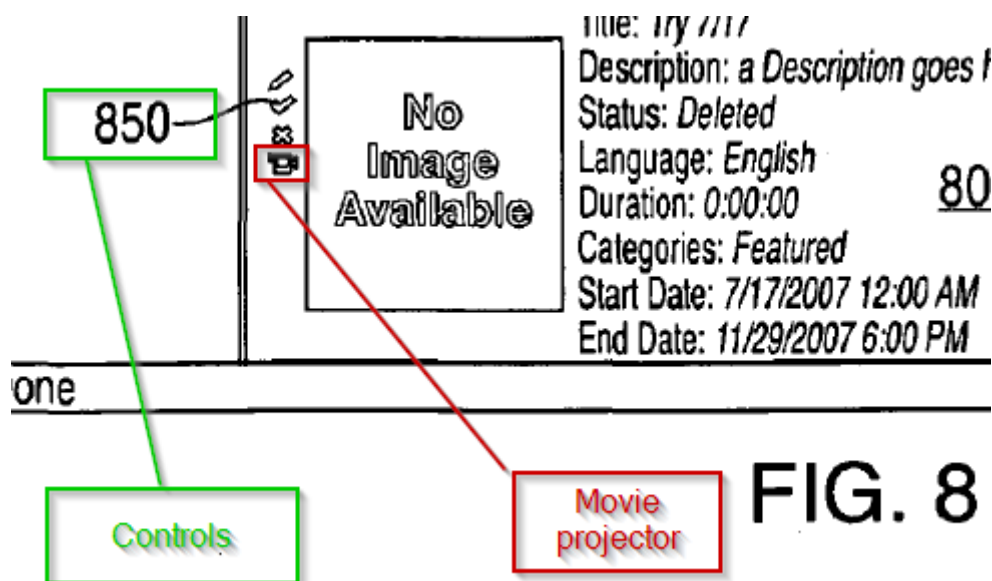 Title: Try 7/17
Description: a Description goes h
Status: Deleted
Language: English
Duration: 0:00:00
Categories: Featured
Start Date: 7/17/2007 12:00 AM
End Date: 11/29/2007 6:00 PM
850
No
Image
Available
80
one
Controls
Movie
projector
FIG. 8